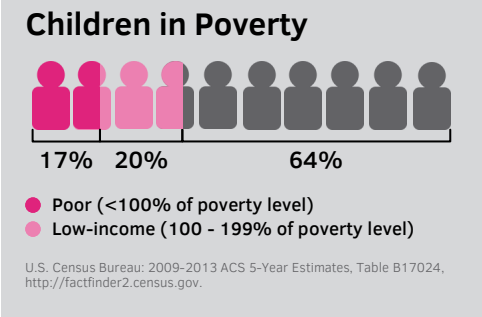 Children in Poverty
17% 20% 64%
Poor (<100% of poverty level)
Low-income (100 - 199% of poverty level)
U.S. Census Bureau: 2009-2013 ACS 5-Year Estimates, Table B17024,
http://factfinder2.census.gov.